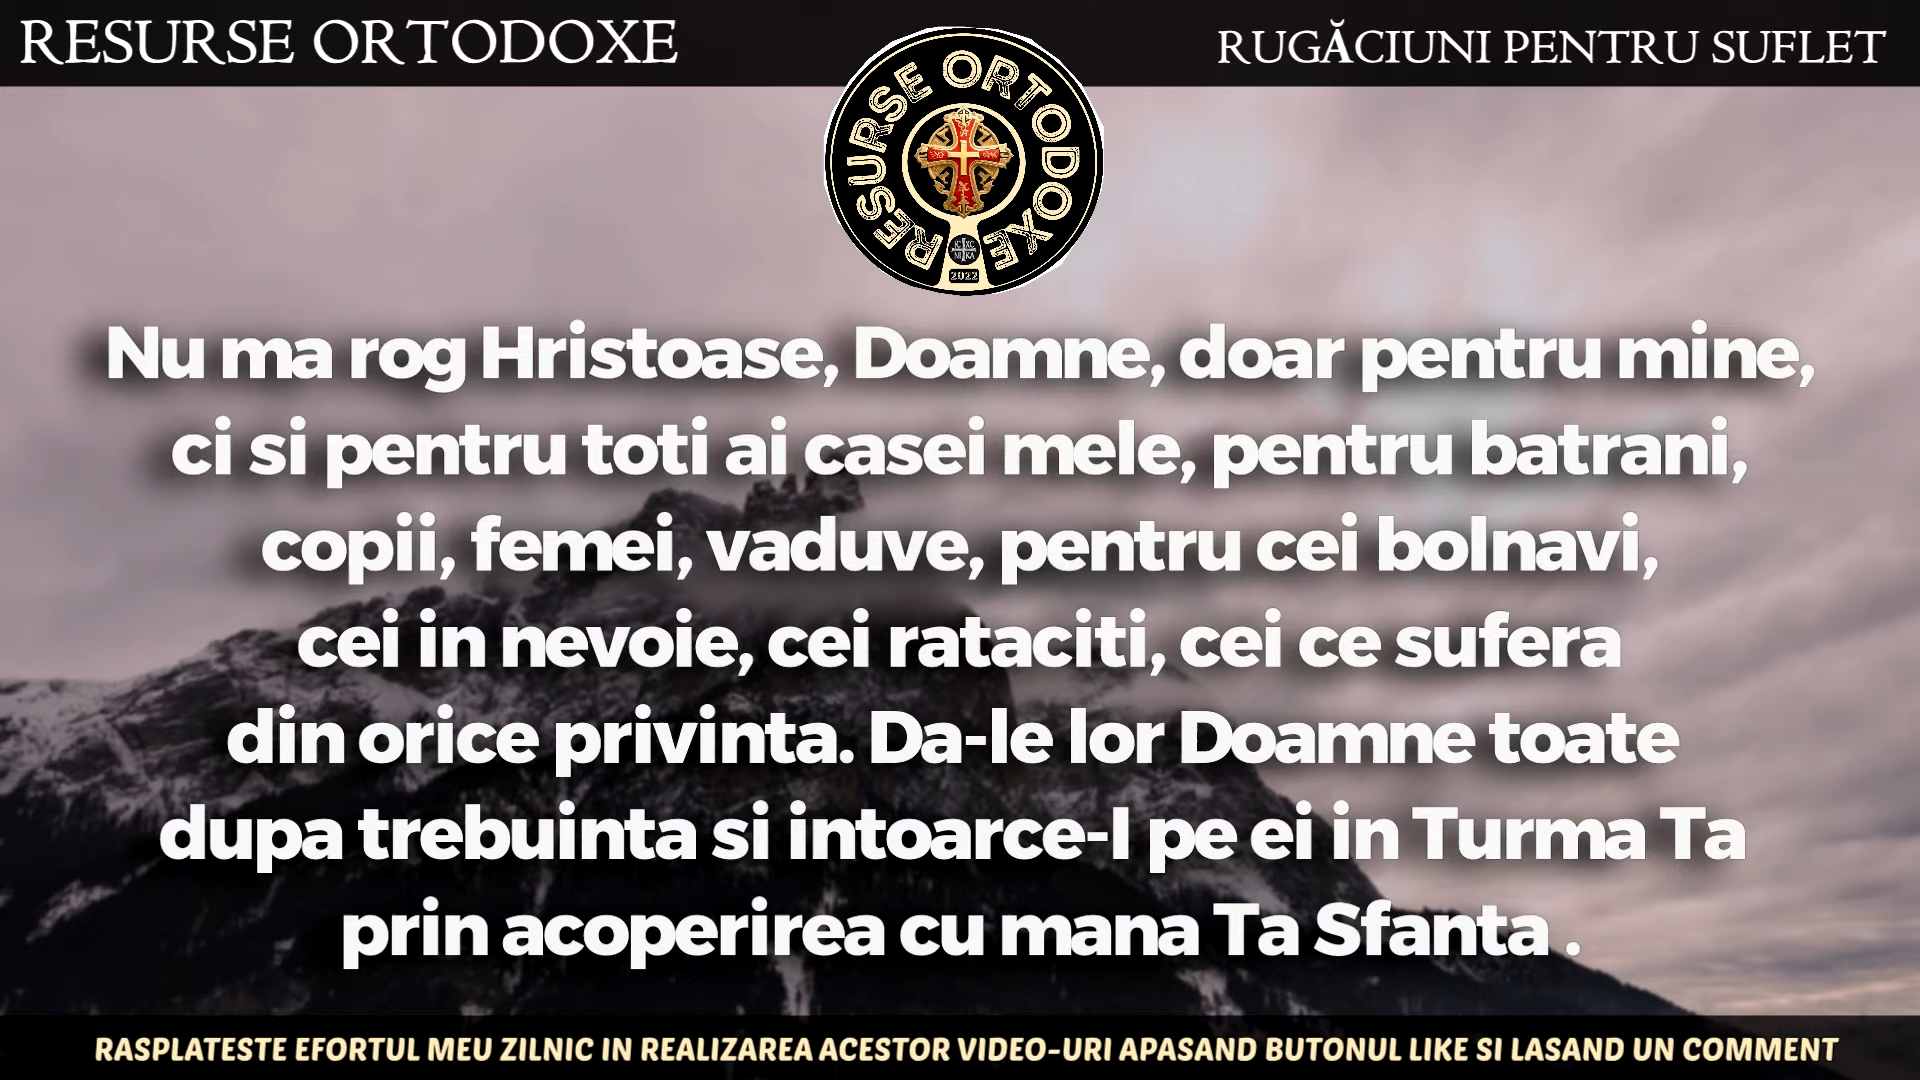 RESURSE ORTODOXE
RUGĂCIUNI PENTRU SUFLET
RESURSE ORTODOXE
IC XC
NI KA
2022
Nu ma rog Hristoase, Doamne, doar pentru mine,
ci si pentru toti ai casei mele, pentru batrani,
copii, femei, vaduve, pentru cei bolnavi,
cei in nevoie, cei rataciti, cei ce sufera
din orice privinta. Da-le lor Doamne toate
dupa trebuinta si intoarce-I pe ei in Turma Ta
prin acoperirea cu mana Ta Sfanta .
RASPLATESTE EFORTUL MEU ZILNIC IN REALIZAREA ACESTOR VIDEO-URI APASAND BUTONUL LIKE SI LASAND UN COMMENT